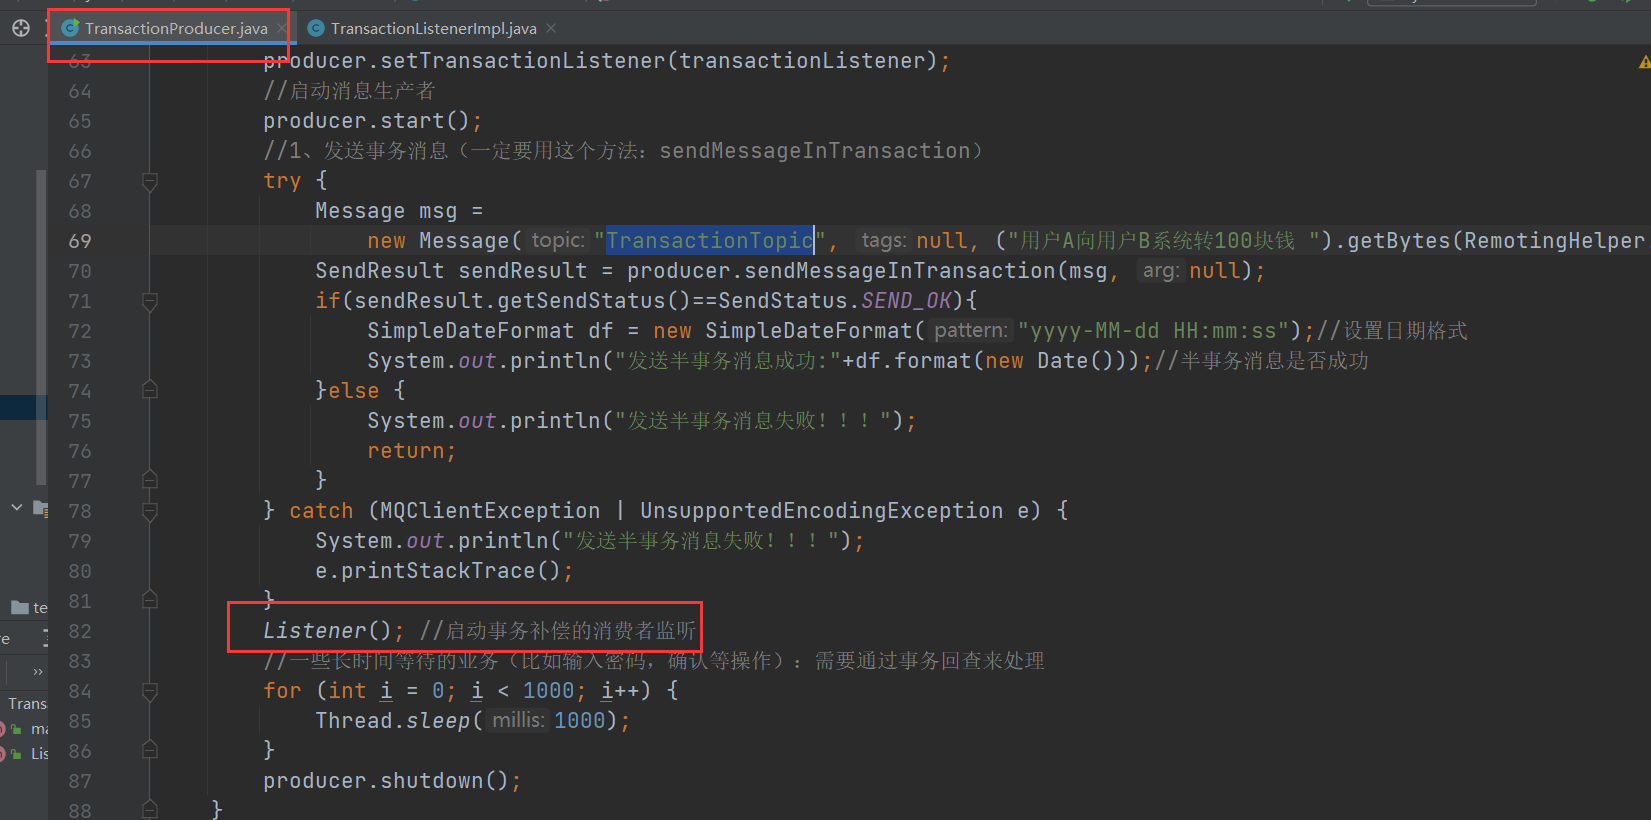 TransactionProducer.java × TransactionListenerImpl.java ×
63 producer.setTransactionListener(transactionListener);
64 //启动消息生产者
65 producer.start();
66 //1、发送事务消息（一定要用这个方法：sendMessageInTransaction）
67 try {
68 Message msg =
69 new Message( topic: "TransactionTopic", tags: null, ("用户A向用户B系统转100块钱 ").getBytes(RemotingHelper
70 SendResult sendResult = producer.sendMessageInTransaction(msg, arg: null);
71 if(sendResult.getSendStatus()==SendStatus.SEND_OK){
72 SimpleDateFormat df = new SimpleDateFormat( pattern: "yyyy-MM-dd HH:mm:ss");//设置日期格式
73 System.out.println("发送半事务消息成功:"+df.format(new Date()));//半事务消息是否成功
74 }else {
75 System.out.println("发送半事务消息失败！！！");
76 return;
77 }
78 } catch (MQClientException | UnsupportedEncodingException e) {
79 System.out.println("发送半事务消息失败！！！");
80 e.printStackTrace();
81 }
82 Listener(); //启动事务补偿的消费者监听
83 //一些长时间等待的业务（比如输入密码，确认等操作）：需要通过事务回查来处理
84 for (int i = 0; i < 1000; i++) {
85 Thread.sleep( millis: 1000);
86 }
87 producer.shutdown();
88 }
te
re
»
Trans
ma
Lis